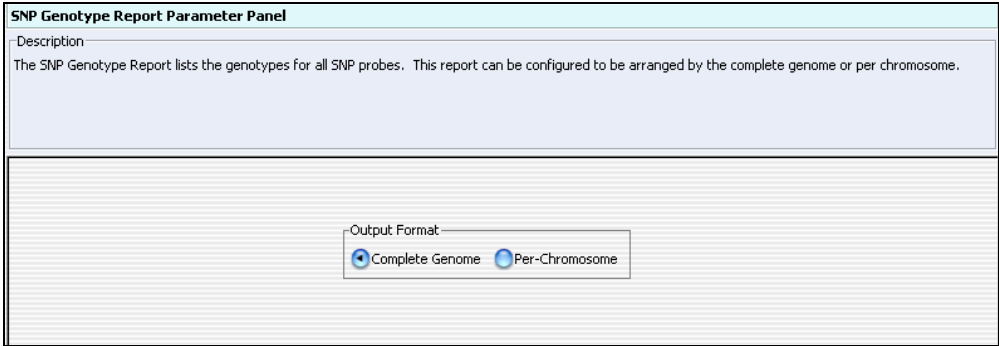 SNP Genotype Report Parameter Panel
Description
The SNP Genotype Report lists the genotypes for all SNP probes. This report can be configured to be arranged by the complete genome or per chromosome.
Output Format
Complete Genome Per-Chromosome